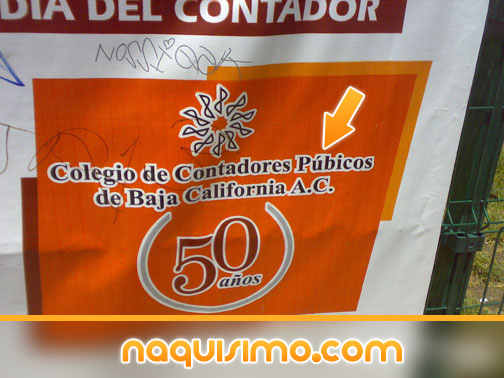 DIA DEL CONTADOR
Colegio de Contadores Púbicos
de Baja California A.C.
50
años
naquisimo.com